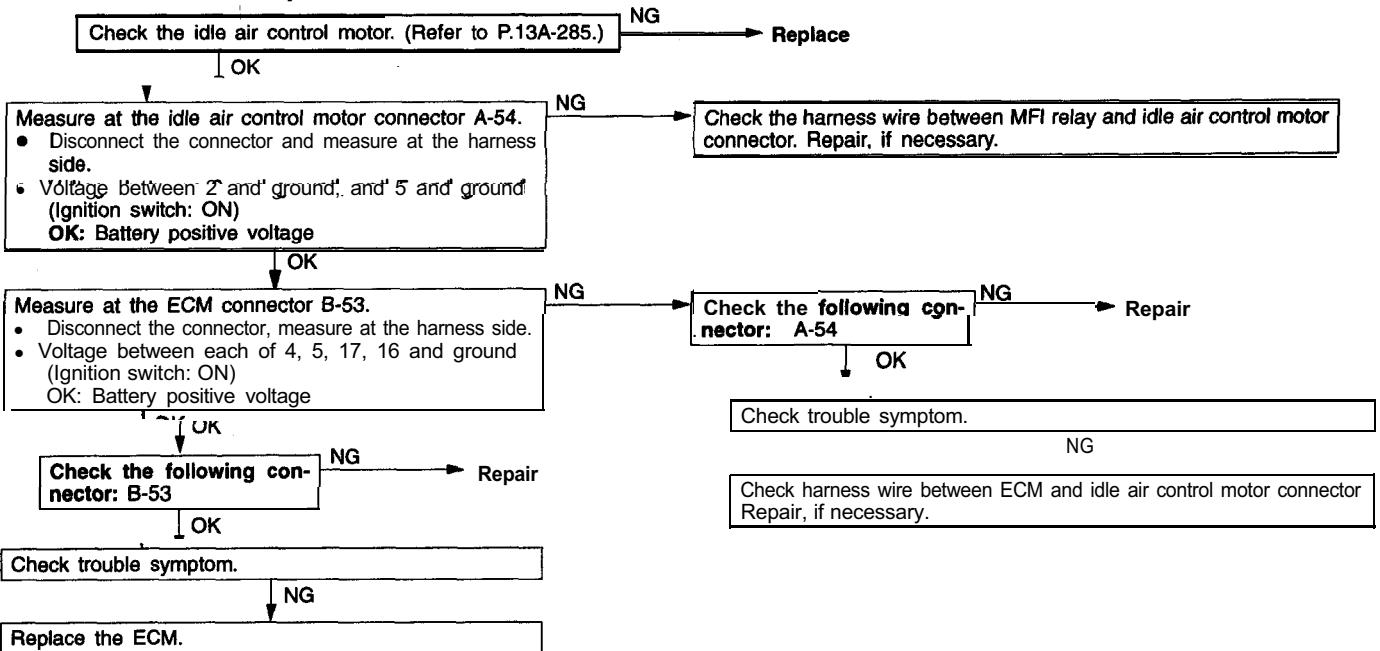 NG
Check the idle air control motor. (Refer to P.13A-285.)
Replace
OK
Measure at the idle air control motor connector A-54.
● Disconnect the connector and measure at the harness
side.
• Voltage between 2 and ground, and 5 and ground
(Ignition switch: ON)
OK: Battery positive voltage
NG
Check the harness wire between MFI relay and idle air control motor
connector. Repair, if necessary.
OK
Measure at the ECM connector B-53.
• Disconnect the connector, measure at the harness side.
• Voltage between each of 4, 5, 17, 16 and ground
(Ignition switch: ON)
OK: Battery positive voltage
NG
Check the following con-
nector: A-54
NG
Repair
OK
Check trouble symptom.
NG
Check harness wire between ECM and idle air control motor connector
Repair, if necessary.
OK
Check the following con-
nector: B-53
NG
Repair
OK
Check trouble symptom.
NG
Replace the ECM.